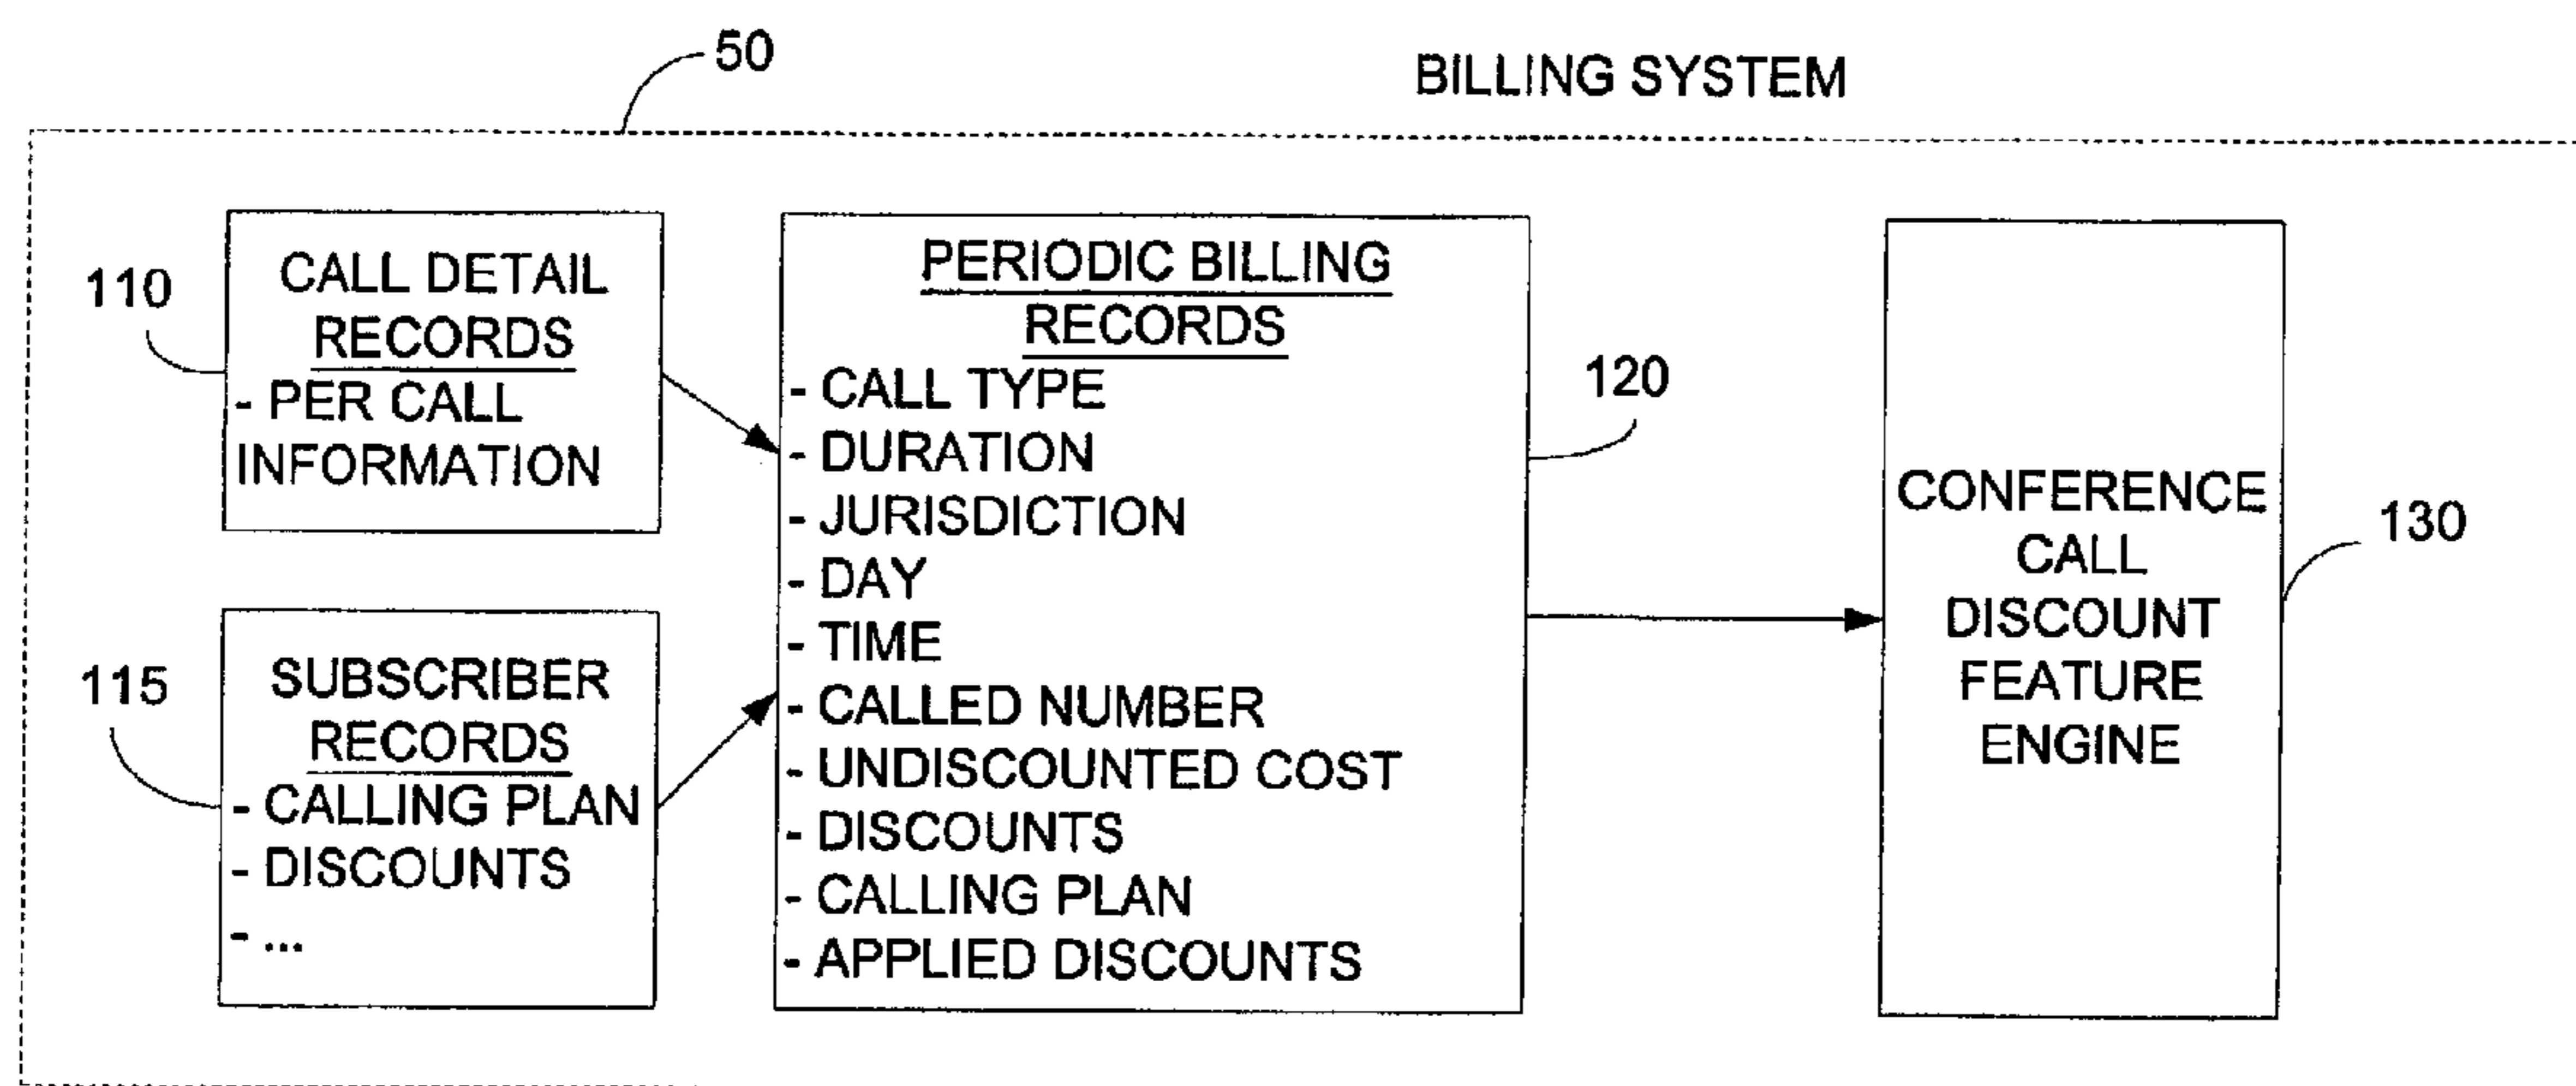 50
BILLING SYSTEM
110
CALL DETAIL
RECORDS
- PER CALL
INFORMATION
115
SUBSCRIBER
RECORDS
- CALLING PLAN
- DISCOUNTS
- ...
PERIODIC BILLING
RECORDS
- CALL TYPE
- DURATION
- JURISDICTION
- DAY
- TIME
- CALLED NUMBER
- UNDISCOUNTED COST
- DISCOUNTS
- CALLING PLAN
- APPLIED DISCOUNTS
120
CONFERENCE
CALL
DISCOUNT
FEATURE
ENGINE
130